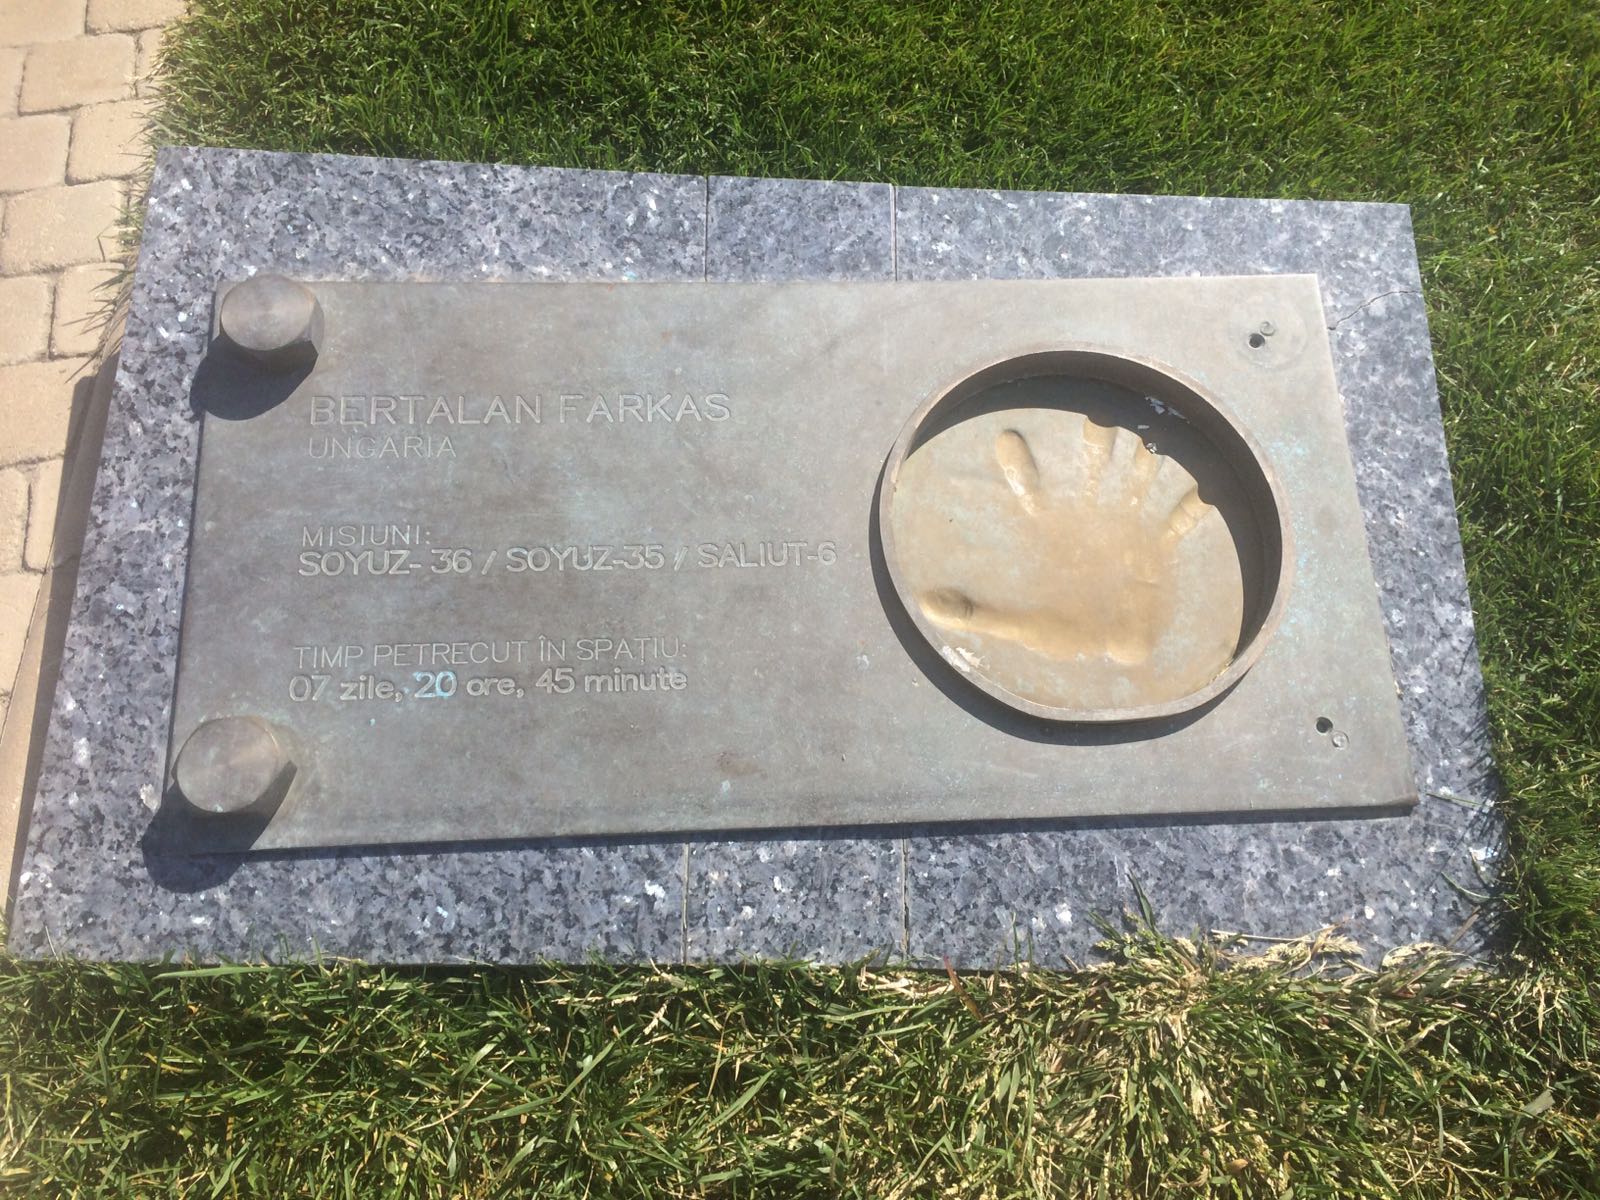 BERTALAN FARKAS
UNGARIA
MISIUNI:
SOYUZ- 36 / SOYUZ-35 / SALIUT-6
TIMP PETRECUT ÎN SPAȚIU:
07 zile, 20 ore, 45 minute